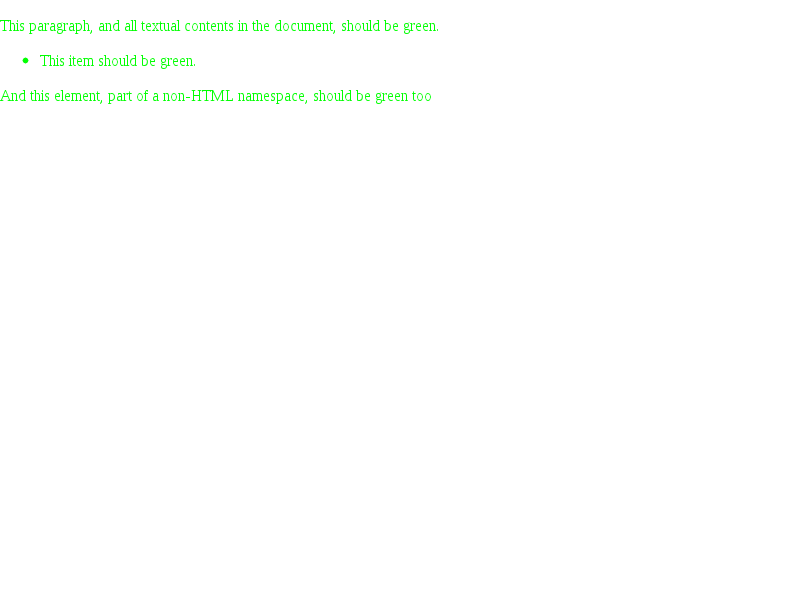 This paragraph, and all textual contents in the document, should be green.
• This item should be green.
And this element, part of a non-HTML namespace, should be green too